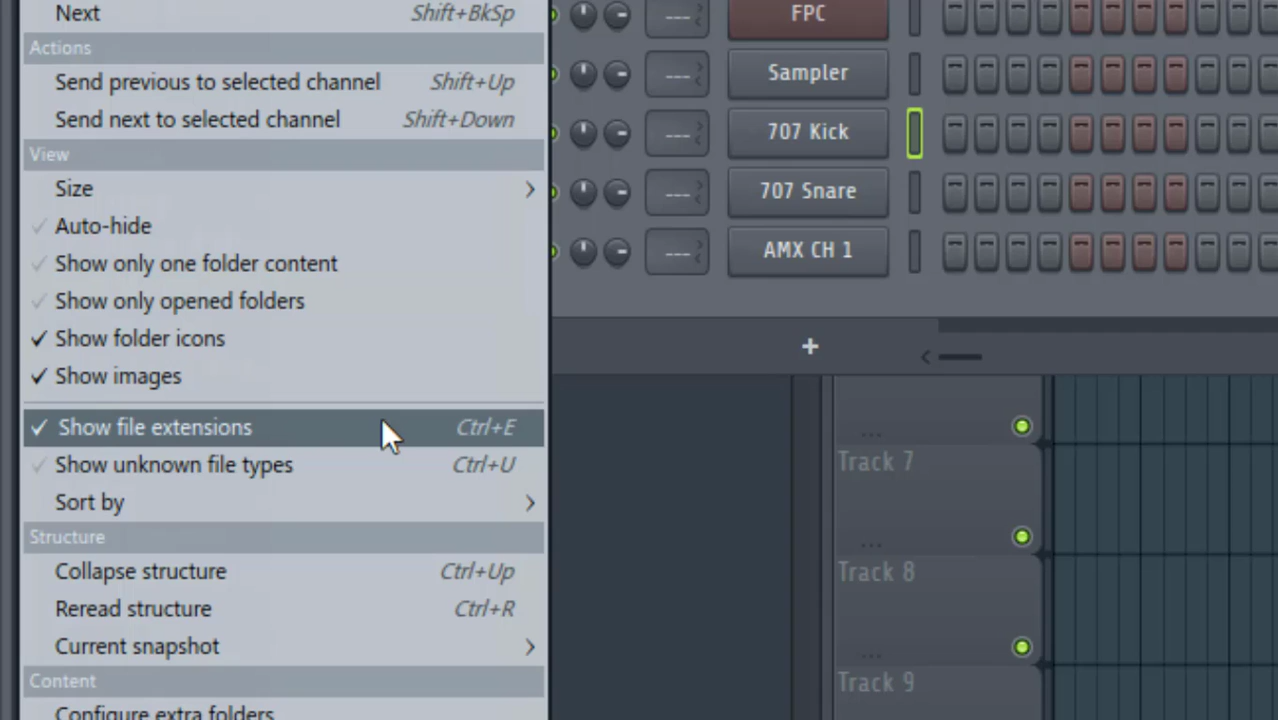 Next Shift+BkSp
Actions
Send previous to selected channel Shift+Up
Send next to selected channel Shift+Down
View
Size
Auto-hide
Show only one folder content
Show only opened folders
Show folder icons
Show images
Show file extensions Ctrl+E
Show unknown file types Ctrl+U
Sort by
Structure
Collapse structure Ctrl+Up
Reread structure Ctrl+R
Current snapshot
Content
Configure extra folders
--- FPC
--- Sampler
--- 707 Kick
--- 707 Snare
--- AMX CH 1
+
...
Track 7
...
Track 8
...
Track 9